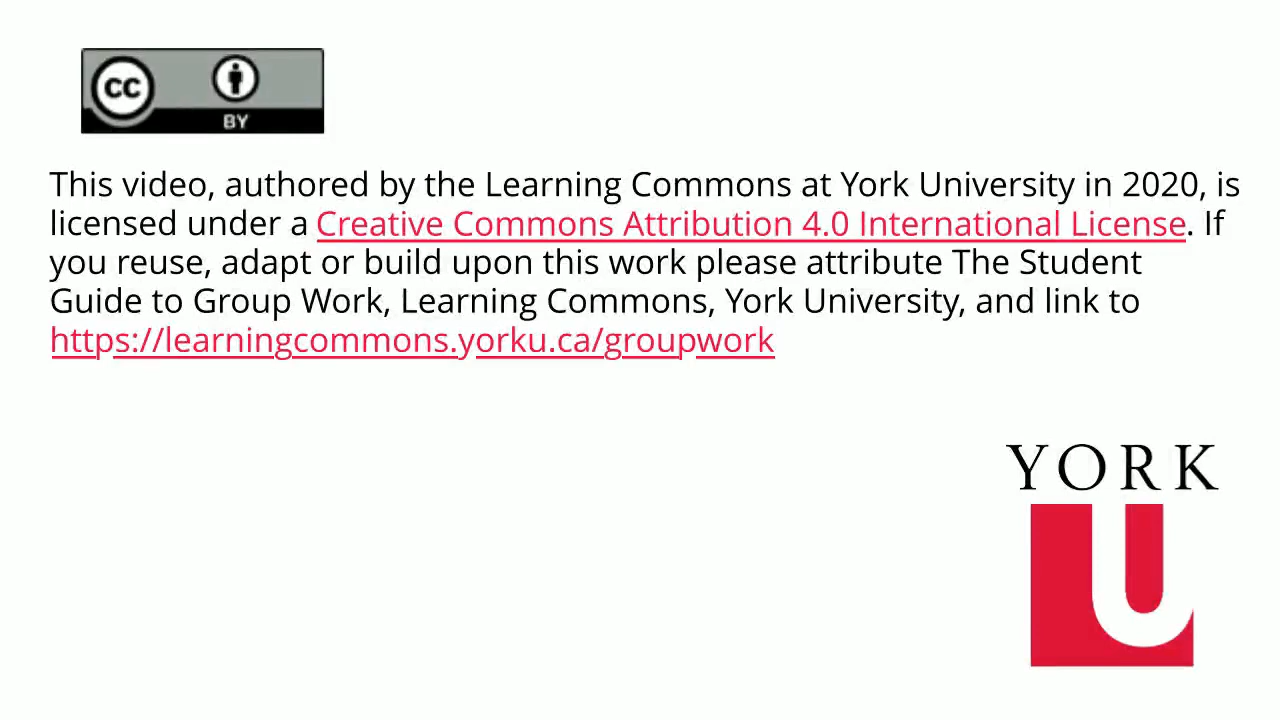 CC
BY
This video, authored by the Learning Commons at York University in 2020, is
licensed under a Creative Commons Attribution 4.0 International License. If
you reuse, adapt or build upon this work please attribute The Student
Guide to Group Work, Learning Commons, York University, and link to
https://learningcommons.yorku.ca/groupwork
YORK
U